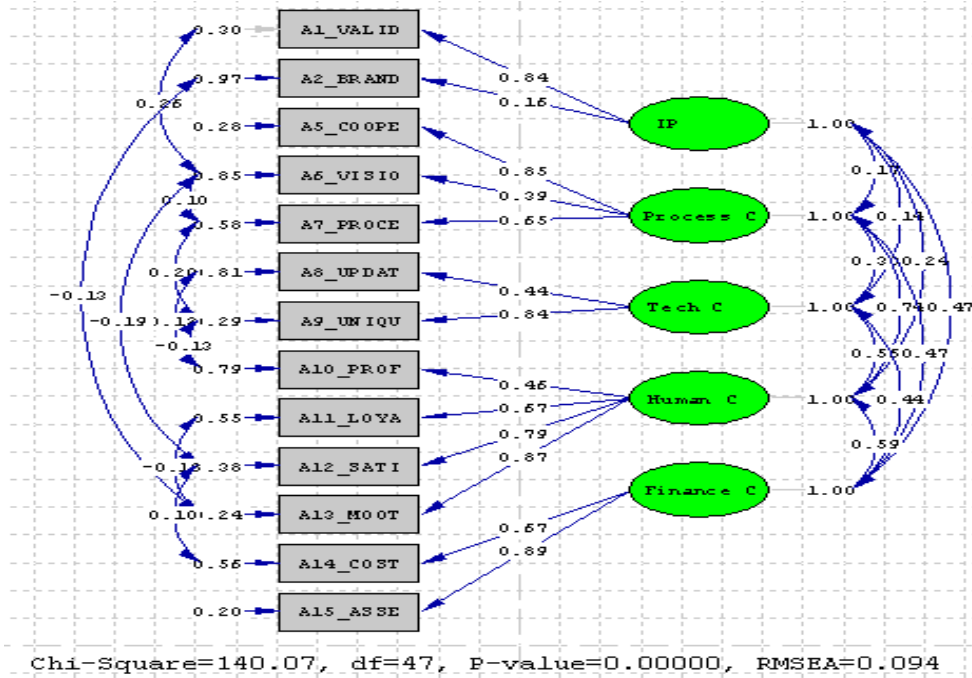 0.30 A1_VALID
0.84
0.97 A2_BRAND
0.26
0.16
0.28 A5_COOPE
IP 1.00
0.85 A6_VISIO
0.85
0.39
0.10
0.58 A7_PROCE
0.65
Process C 1.00
0.14
0.20 0.81 A8_UPDAT
0.24
0.44
-0.13
-0.19 0.29 A9_UNIQU
0.84
Tech C 1.00
0.74 0.47
-0.13
0.79 A10_PROF
0.47
0.46
0.55 A11_LOYA
0.67
Human C 1.00
0.44
0.79
0.38 A12_SATI
0.59
0.87
0.10 0.24 A13_MOOT
Finance C 1.00
0.67
0.56 A14_COST
0.89
0.20 A15_ASSE
Chi-Square=140.07, df=47, P-value=0.00000, RMSEA=0.094